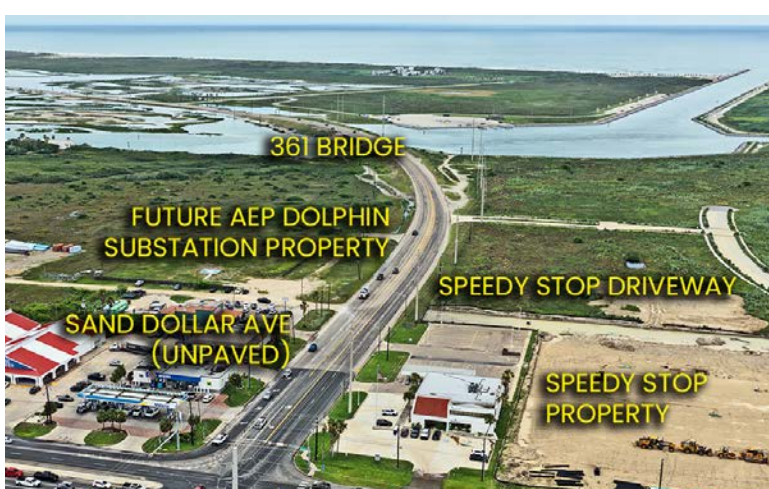 361 BRIDGE
FUTURE AEP DOLPHIN
SUBSTATION PROPERTY
SPEEDY STOP DRIVEWAY
SAND DOLLAR AVE
(UNPAVED)
SPEEDY STOP
PROPERTY